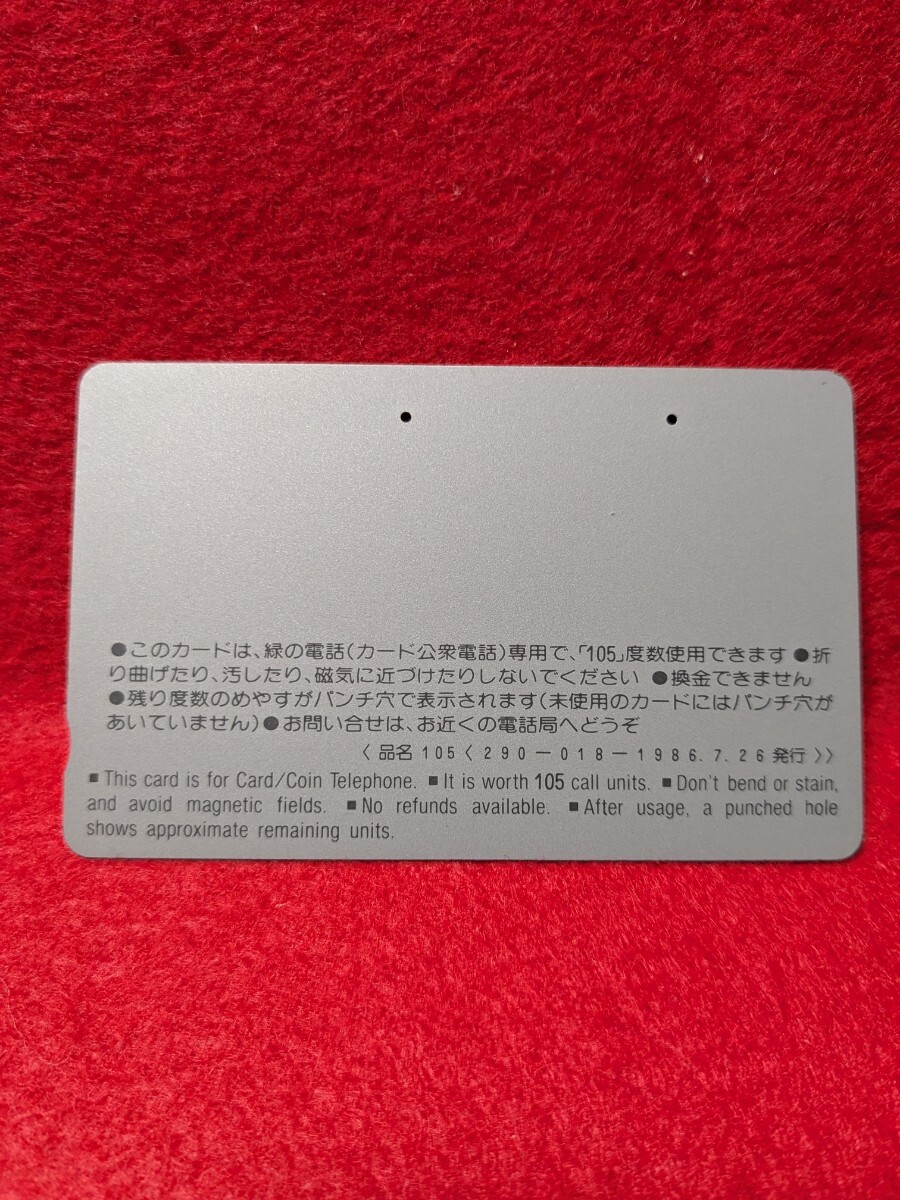 ●このカードは、緑の電話(カード公衆電話)専用で、「105」度数使用できます ●折
り曲げたり、汚したり、磁気に近づけたりしないでください ●換金できません
●残り度数のめやすがパンチ穴で表示されます(未使用のカードにはパンチ穴が
あいていません)●お問い合せは、お近くの電話局へどうぞ
〈品名105〈290－018－1986.7.26発行〉〉
■This card is for Card/Coin Telephone. ■It is worth 105 call units. ■Don't bend or stain,
and avoid magnetic fields. ■No refunds available. ■After usage, a punched hole
shows approximate remaining units.